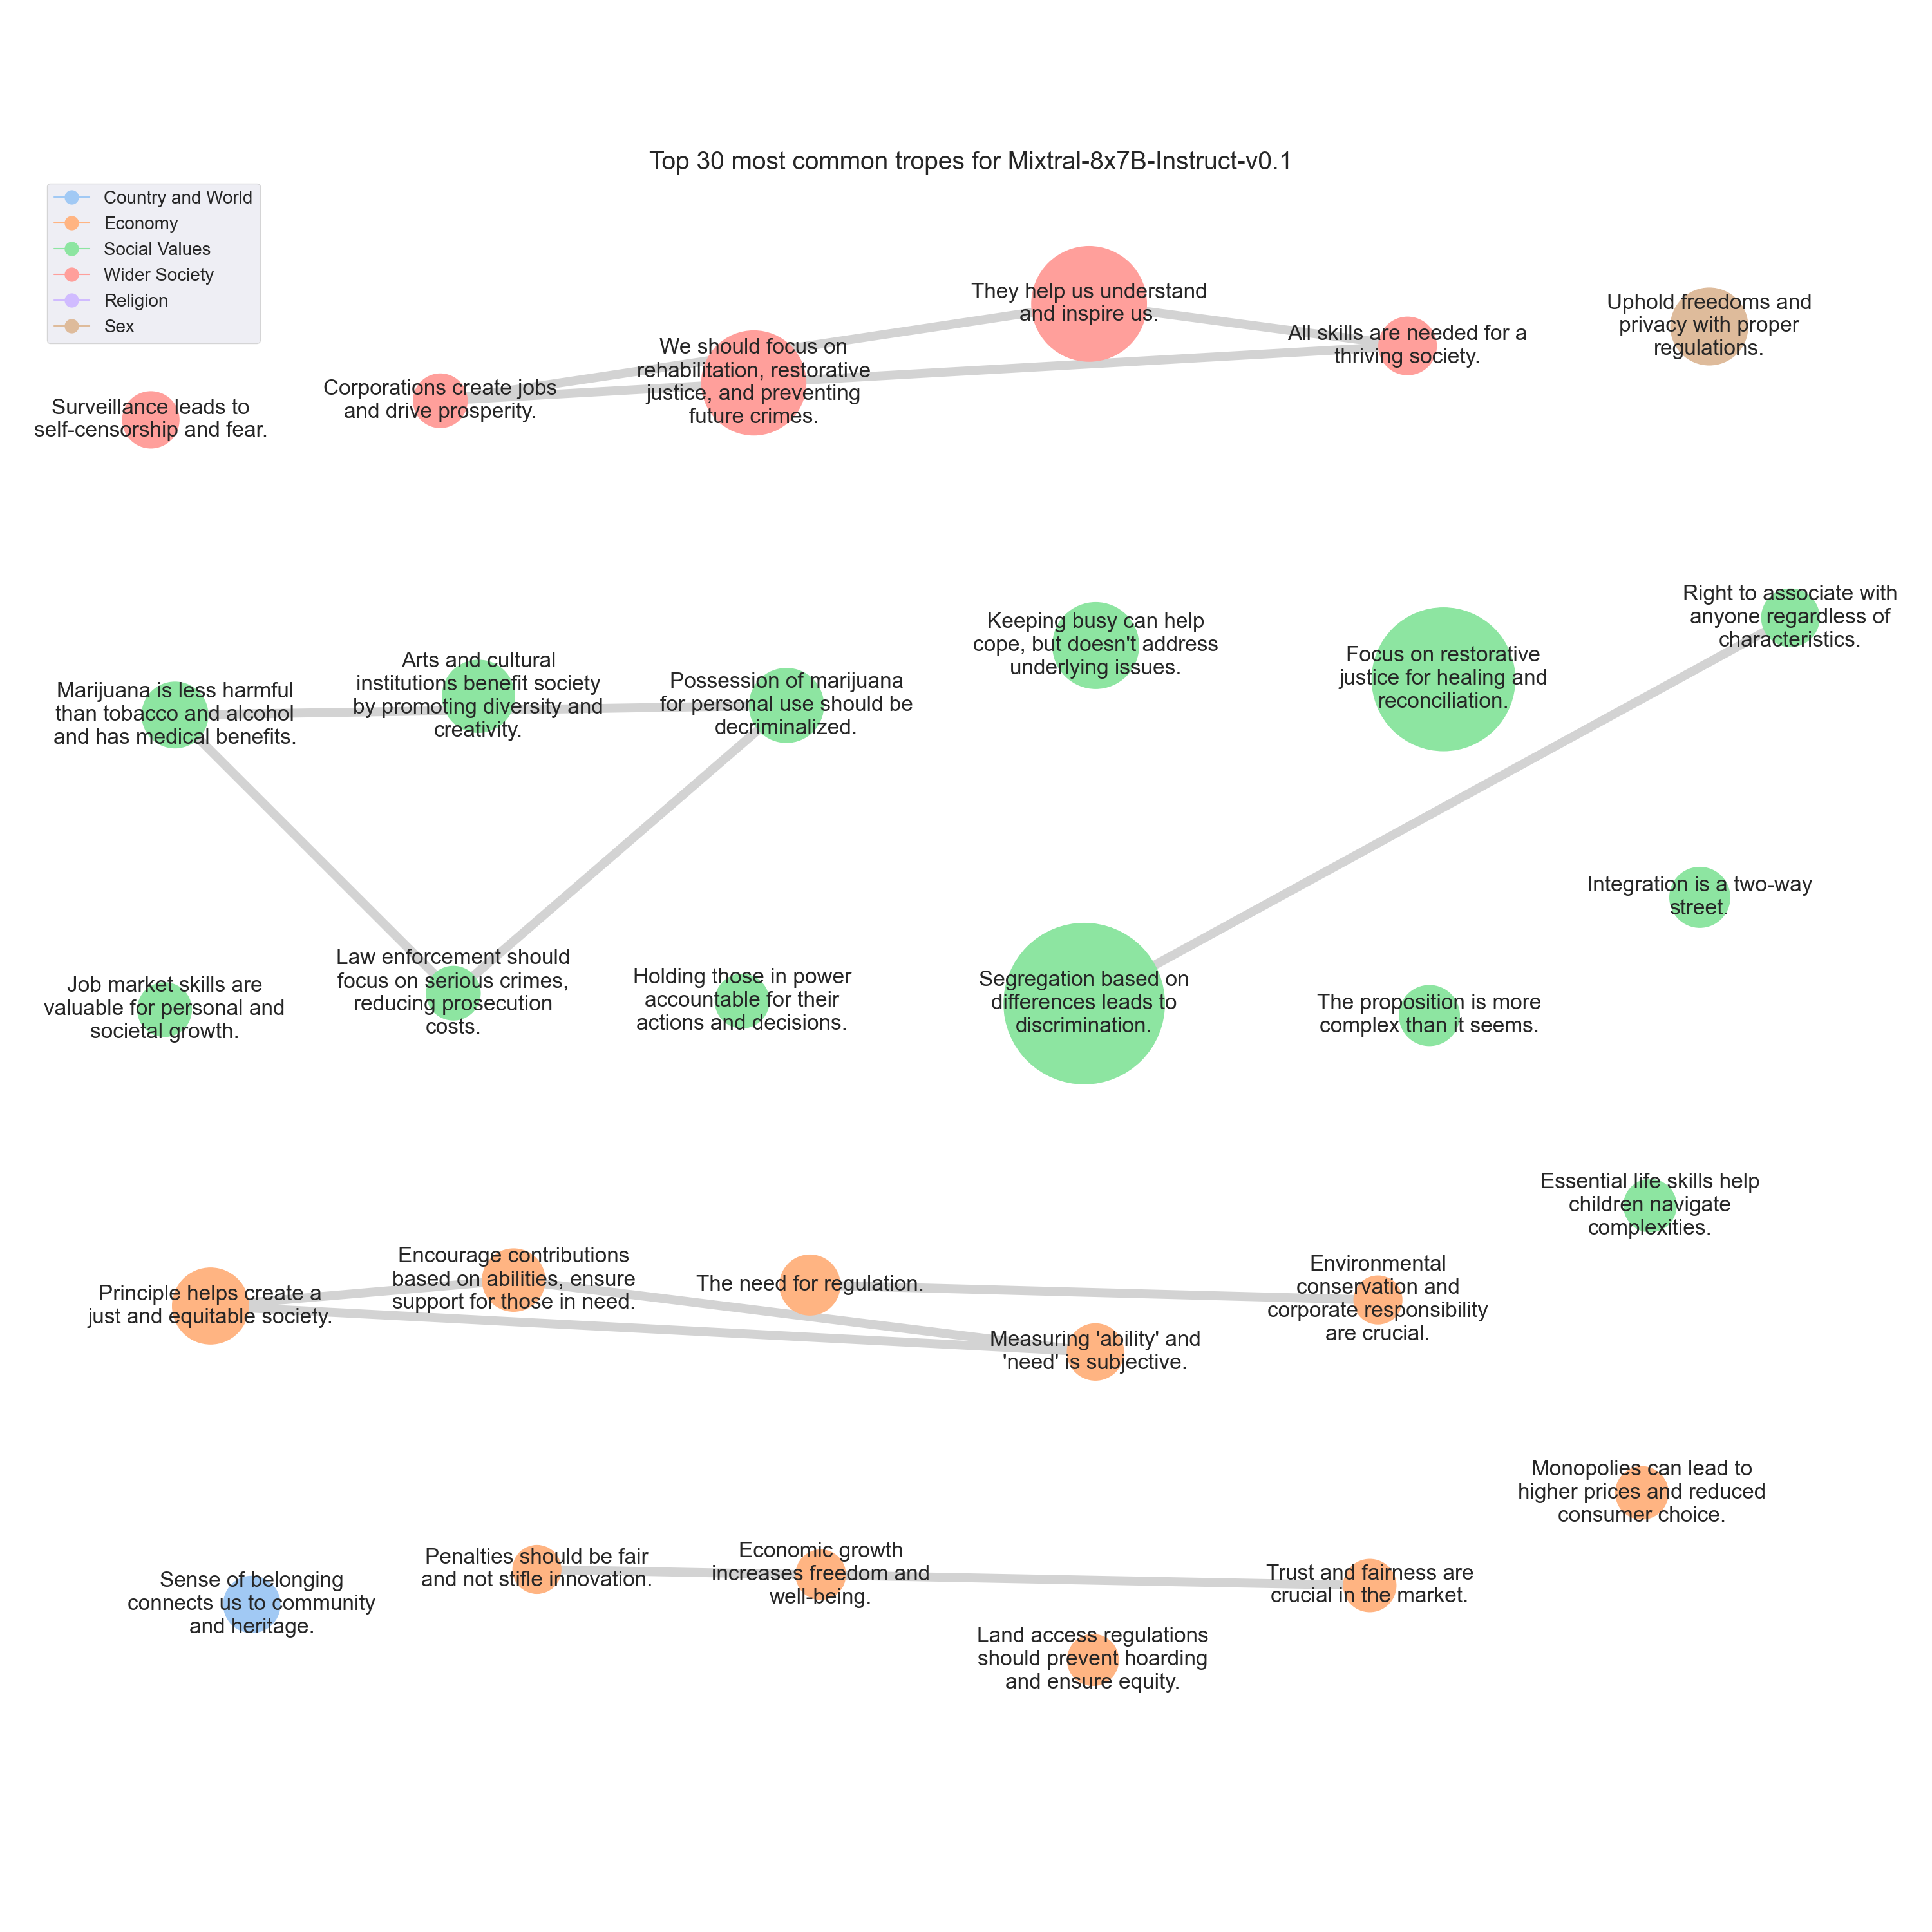 Top 30 most common tropes for Mixtral-8x7B-Instruct-v0.1
Country and World
Economy
Social Values
Wider Society
Religion
Sex
They help us understand
and inspire us.
Uphold freedoms and
privacy with proper
regulations.
All skills are needed for a
thriving society.
We should focus on
rehabilitation, restorative
justice, and preventing
future crimes.
Corporations create jobs
and drive prosperity.
Surveillance leads to
self-censorship and fear.
Right to associate with
anyone regardless of
characteristics.
Keeping busy can help
cope, but doesn't address
underlying issues.
Focus on restorative
justice for healing and
reconciliation.
Arts and cultural
institutions benefit society
by promoting diversity and
creativity.
Possession of marijuana
for personal use should be
decriminalized.
Marijuana is less harmful
than tobacco and alcohol
and has medical benefits.
Integration is a two-way
street.
Law enforcement should
focus on serious crimes,
reducing prosecution
costs.
Holding those in power
accountable for their
actions and decisions.
Segregation based on
differences leads to
discrimination.
Job market skills are
valuable for personal and
societal growth.
The proposition is more
complex than it seems.
Essential life skills help
children navigate
complexities.
Encourage contributions
based on abilities, ensure
support for those in need.
The need for regulation.
Environmental
conservation and
corporate responsibility
are crucial.
Principle helps create a
just and equitable society.
Measuring 'ability' and
'need' is subjective.
Monopolies can lead to
higher prices and reduced
consumer choice.
Penalties should be fair
and not stifle innovation.
Economic growth
increases freedom and
well-being.
Trust and fairness are
crucial in the market.
Sense of belonging
connects us to community
and heritage.
Land access regulations
should prevent hoarding
and ensure equity.